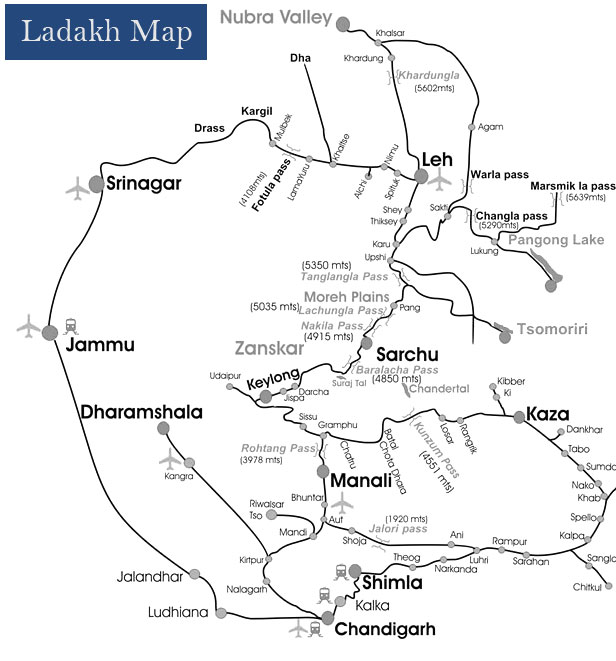 Ladakh Map
Nubra Valley
Khalsar
Khardung
Khardungla
(5602mts)
Dha
Kargil
Drass
Mulbek
Fotula pass
(4108mts)
LamaYuru
Khaltse
Alchi
Nimu
Spituk
Leh
Agam
Warla pass
Marsmik la pass
(5639mts)
Srinagar
Shey
Thiksey
Sakti
Changla pass
(5290mts)
Lukung
Pangong Lake
Karu
Upshi
(5350 mts)
Tanglangla Pass
Moreh Plains
(5035 mts)
Lachungla Pass
Pang
Nakila Pass
(4915 mts)
Tsomoriri
Jammu
Zanskar
Sarchu
Baralacha Pass
(4850 mts)
Suraj Tal
Chandertal
Udaipur
Keylong
Darcha
Jispa
Kibber
Ki
Kaza
Dharamshala
Sissu
Gramphu
Rohtang Pass
(3978 mts)
Chatru
Batal
Chota Dhara
Kunzum Pass
(4551 mts)
Losar
Rangrik
Dankhar
Tabo
Sumdo
Nako
Khab
Spello
Kalpa
Kangra
Manali
Bhuntar
Riwalsar
Tso
Aut
Mandi
Shoja
Jalori pass
(1920 mts)
Ani
Luhri
Rampur
Sarahan
Sangla
Chitkul
Theog
Narkanda
Kirtpur
Nalagarh
Shimla
Kalka
Jalandhar
Ludhiana
Chandigarh